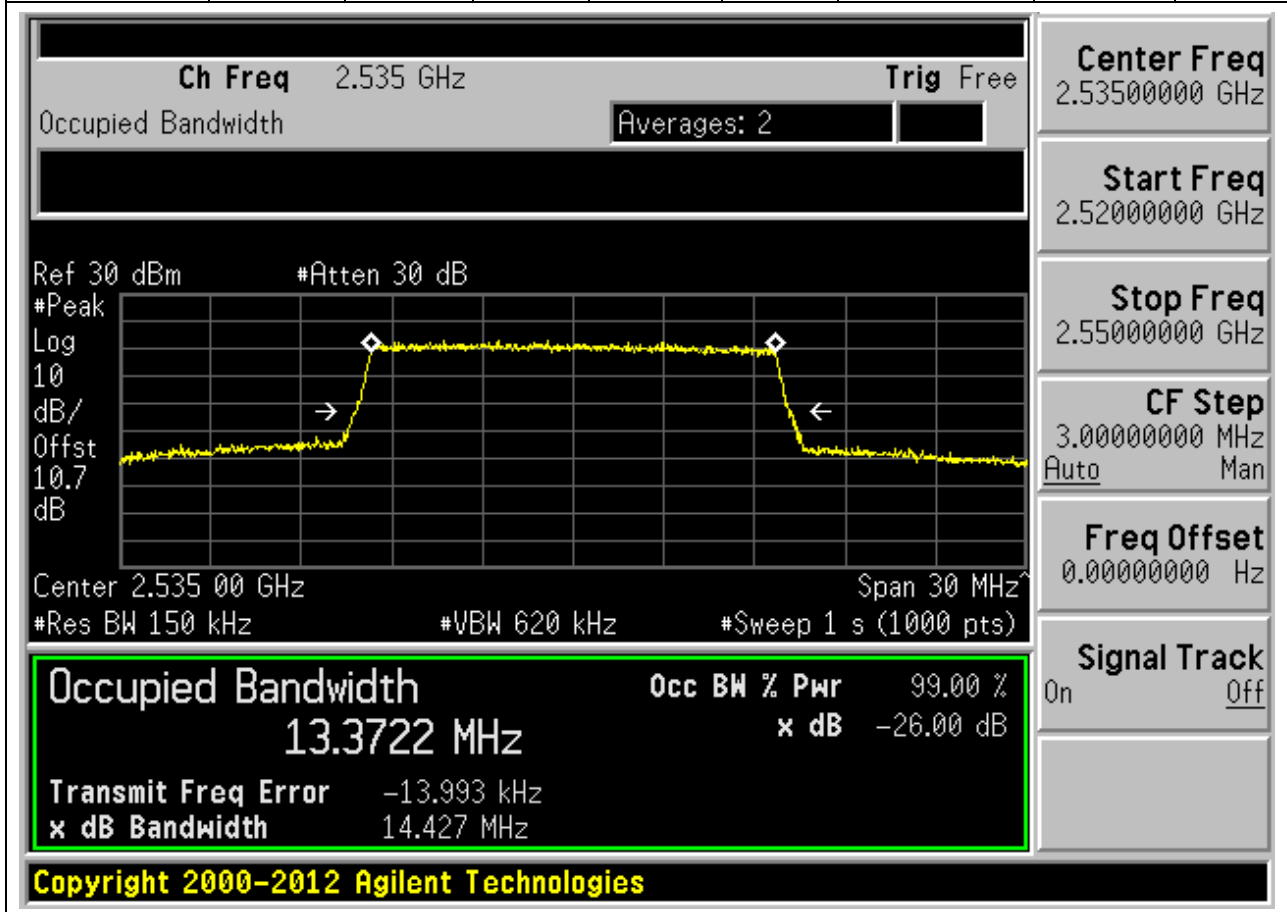 Ch Freq 2.535 GHz Trig Free
Occupied Bandwidth Averages: 2
Ref 30 dBm #Atten 30 dB
#Peak
Log
10
dB/
Offst
10.7
dB
Center 2.535 00 GHz Span 30 MHz^
#Res BW 150 kHz #VBW 620 kHz #Sweep 1 s (1000 pts)
Occupied Bandwidth Occ BW % Pwr 99.00 %
13.3722 MHz x dB -26.00 dB
Transmit Freq Error -13.993 kHz
x dB Bandwidth 14.427 MHz
Copyright 2000-2012 Agilent Technologies
Center Freq
2.53500000 GHz
Start Freq
2.52000000 GHz
Stop Freq
2.55000000 GHz
CF Step
3.00000000 MHz
Auto Man
Freq Offset
0.00000000 Hz
Signal Track
On Off